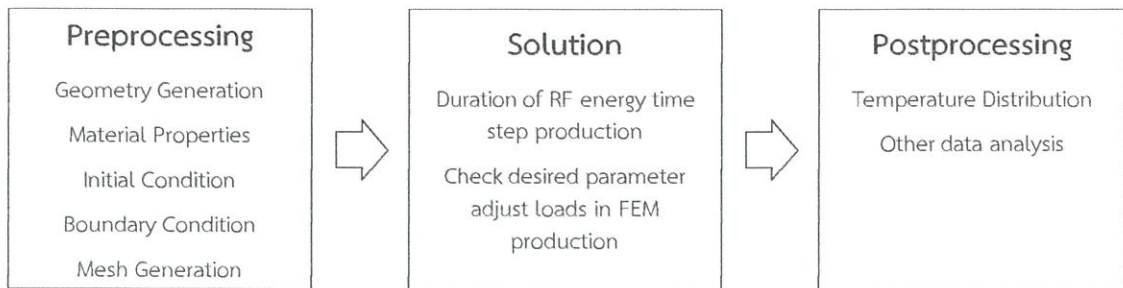 Preprocessing
Geometry Generation
Material Properties
Initial Condition
Boundary Condition
Mesh Generation
Solution
Duration of RF energy time
step production
Check desired parameter
adjust loads in FEM
production
Postprocessing
Temperature Distribution
Other data analysis